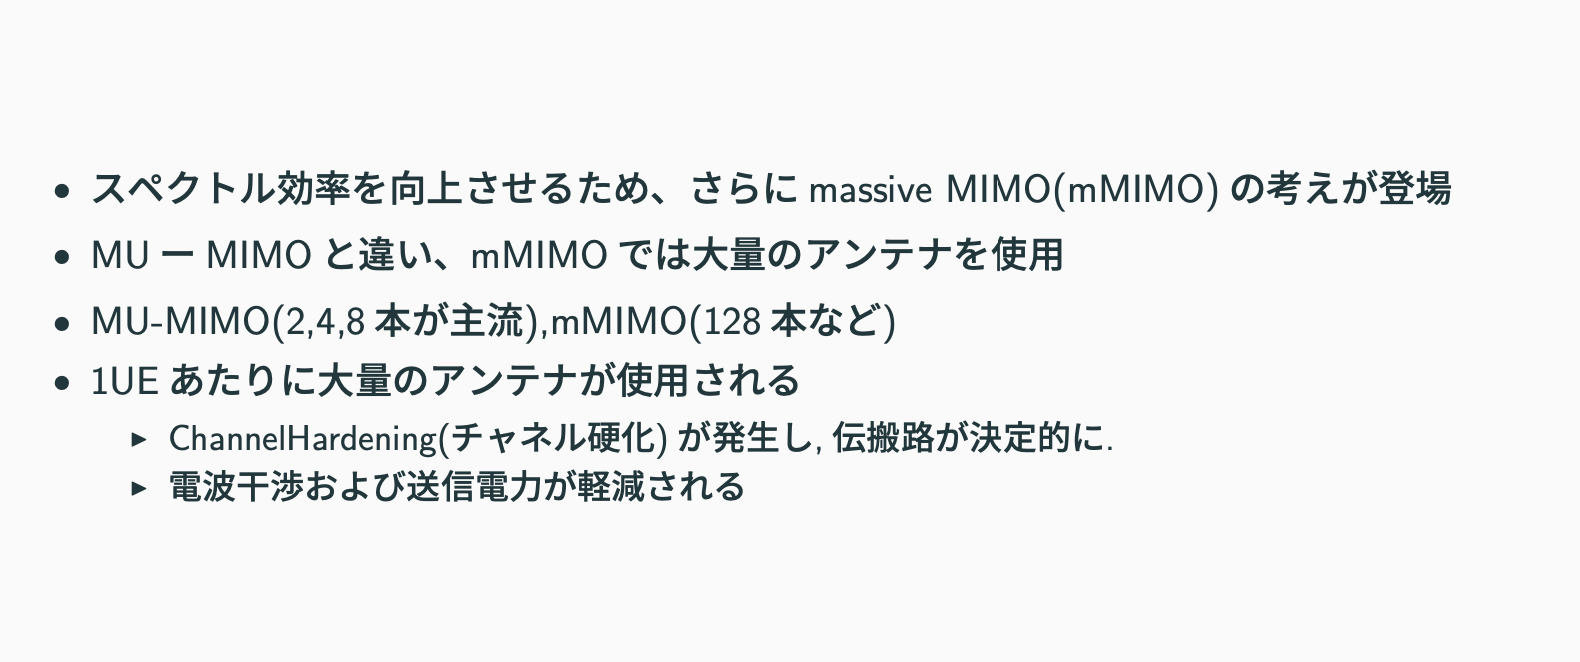 • スペクトル効率を向上させるため、さらに massive MIMO(mMIMO) の考えが登場
• MU ー MIMO と違い、mMIMO では大量のアンテナを使用
• MU-MIMO(2,4,8 本が主流),mMIMO(128 本など)
• 1UE あたりに大量のアンテナが使用される
▶ ChannelHardening(チャネル硬化) が発生し, 伝搬路が決定的に.
▶ 電波干渉および送信電力が軽減される